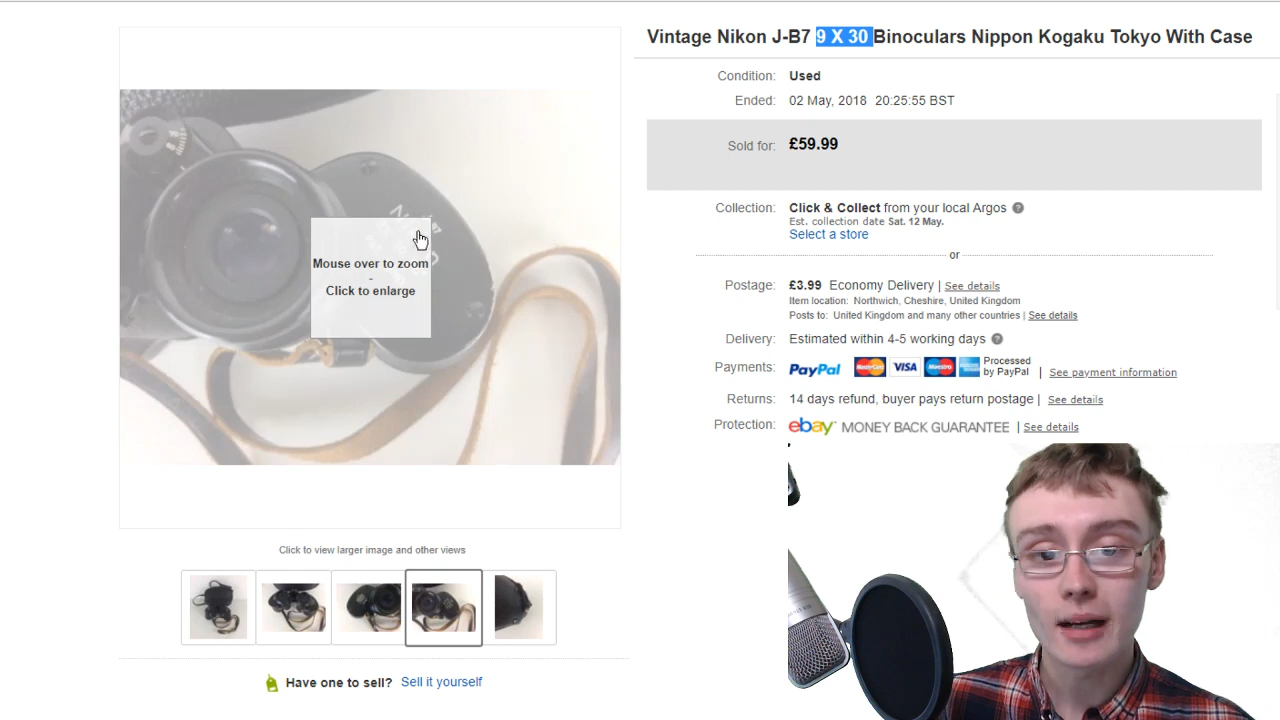 Vintage Nikon J-B7 9 X 30 Binoculars Nippon Kogaku Tokyo With Case
Condition: Used
Ended: 02 May, 2018 20:25:55 BST
Sold for: £59.99
Collection: Click & Collect from your local Argos
Est. collection date Sat. 12 May.
Select a store
or
Postage: £3.99 Economy Delivery | See details
Item location: Northwich, Cheshire, United Kingdom
Posts to: United Kingdom and many other countries | See details
Delivery: Estimated within 4-5 working days
Payments: PayPal MasterCard VISA Maestro Processed by PayPal | See payment information
Returns: 14 days refund, buyer pays return postage | See details
Protection: ebay MONEY BACK GUARANTEE | See details
Mouse over to zoom
-
Click to enlarge
Click to view larger image and other views
Have one to sell? Sell it yourself